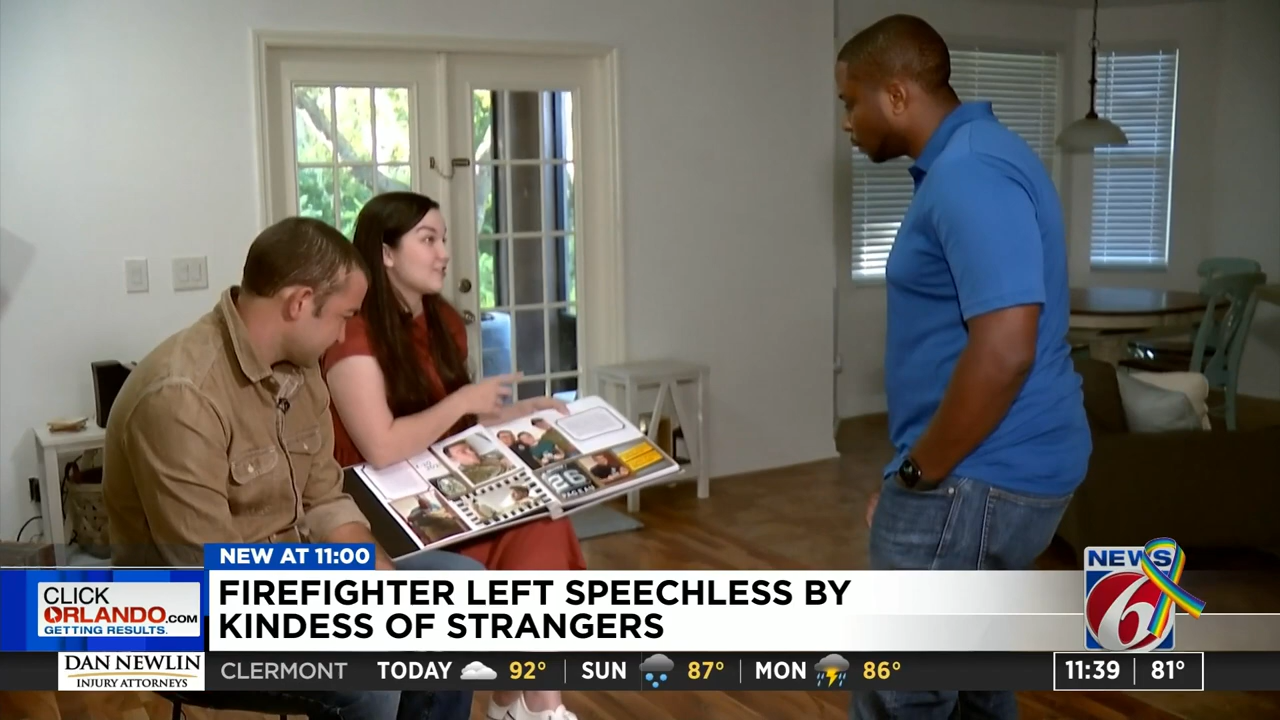 26
NEW AT 11:00
FIREFIGHTER LEFT SPEECHLESS BY
KINDESS OF STRANGERS
CLICK
ORLANDO.COM
GETTING RESULTS.
NEWS
6
DAN NEWLIN
INJURY ATTORNEYS
CLERMONT TODAY 92° SUN 87° MON 86°
11:39 81°